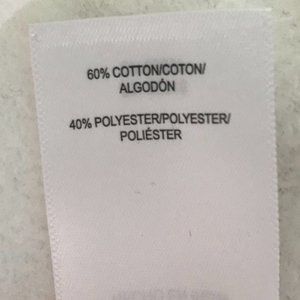 60% COTTON/COTON/
ALGODÓN
40% POLYESTER/POLYESTER/
POLIÉSTER